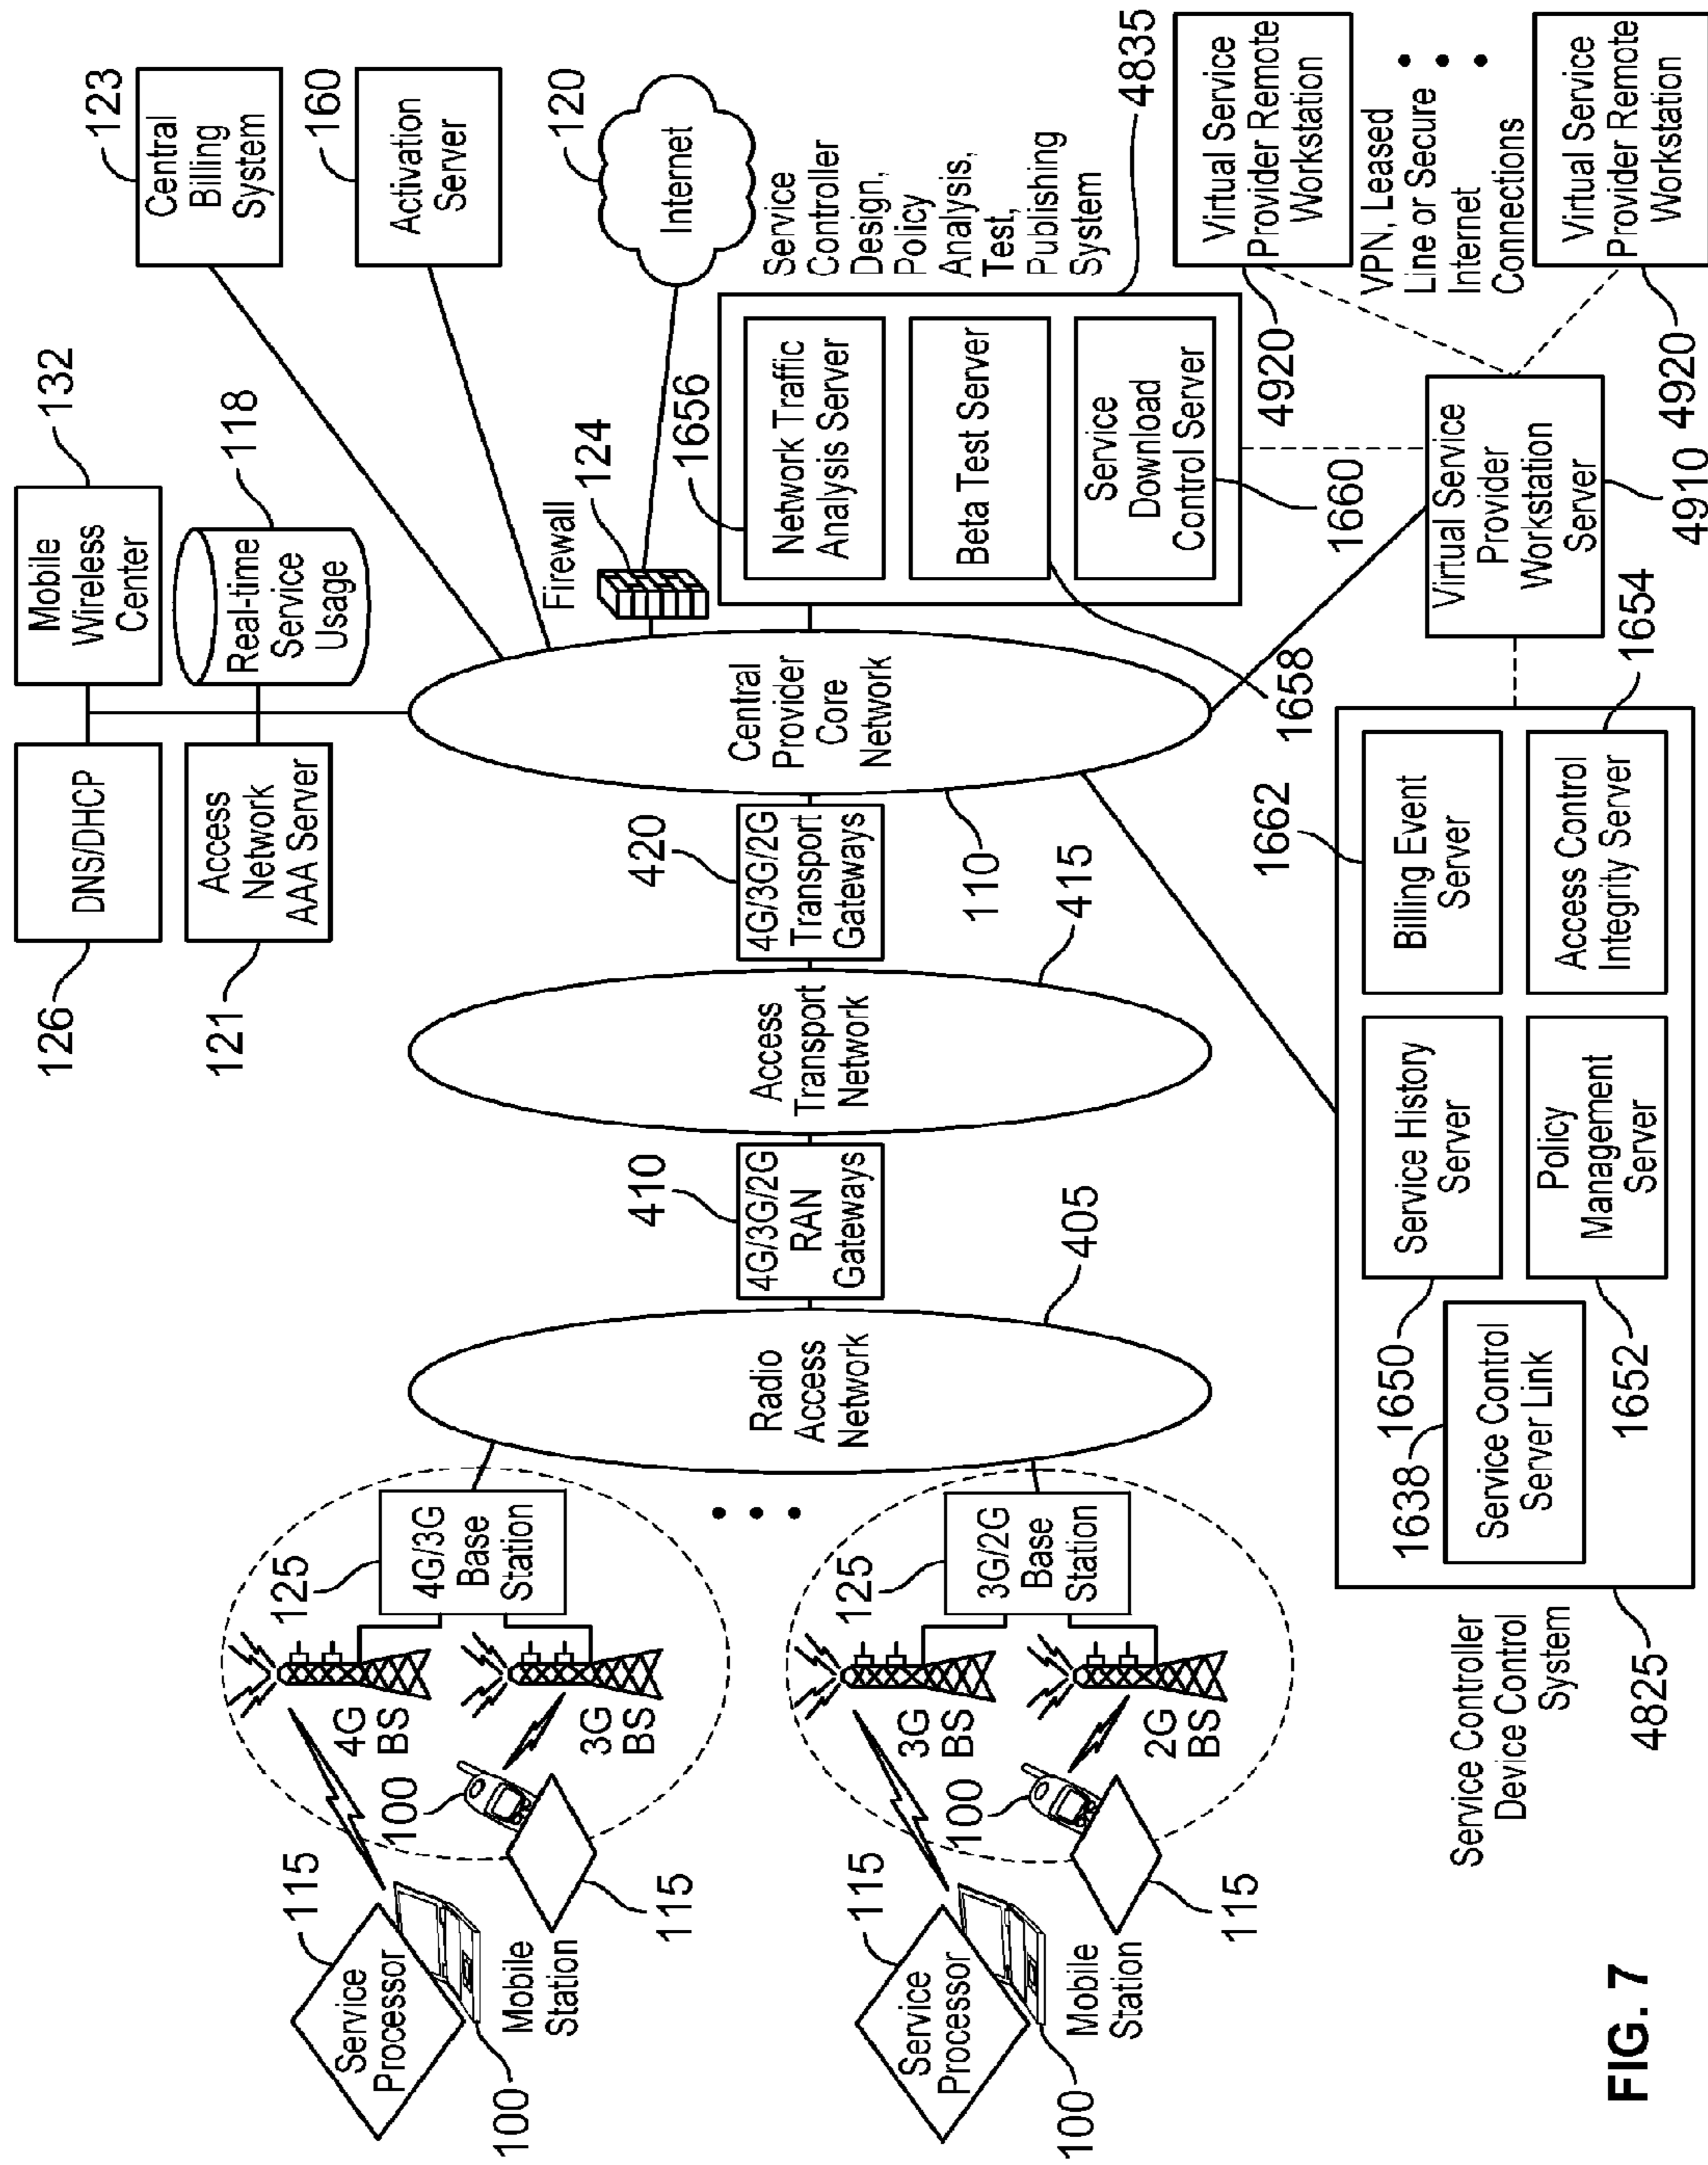 126
DNS/DHCP
Mobile
Wireless
Center
132
121
Access
Network
AAA Server
Real-time
Service
Usage
118
Central
Billing
System
123
Activation
Server
160
Firewall
124
Internet
120
Service
Processor
115
100
Mobile
Station
115
100
4G
BS
3G
BS
125
4G/3G
Base
Station
Service
Processor
115
100
Mobile
Station
115
100
3G
BS
2G
BS
125
3G/2G
Base
Station
Radio
Access
Network
405
410
4G/3G/2G
RAN
Gateways
Access
Transport
Network
415
420
4G/3G/2G
Transport
Gateways
Central
Provider
Core
Network
110
Service
Controller
Design,
Policy
Analysis,
Test,
Publishing
System
4835
1656
Network Traffic
Analysis Server
Beta Test Server
1658
Service
Download
Control Server
1660
4920
Virtual Service
Provider Remote
Workstation
VPN, Leased
Line or Secure
Internet
Connections
4920
Virtual Service
Provider Remote
Workstation
Virtual Service
Provider
Workstation
Server
4910
Service Controller
Device Control
System
4825
1638
Service Control
Server Link
1650
Service History
Server
1662
Billing Event
Server
1652
Policy
Management
Server
1654
Access Control
Integrity Server
FIG. 7